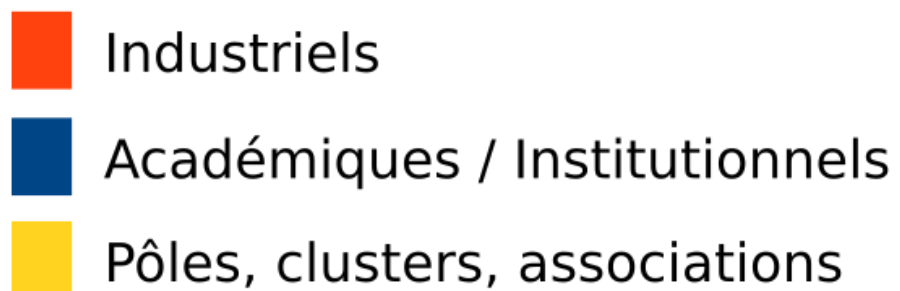 Industriels
Académiques / Institutionnels
Pôles, clusters, associations